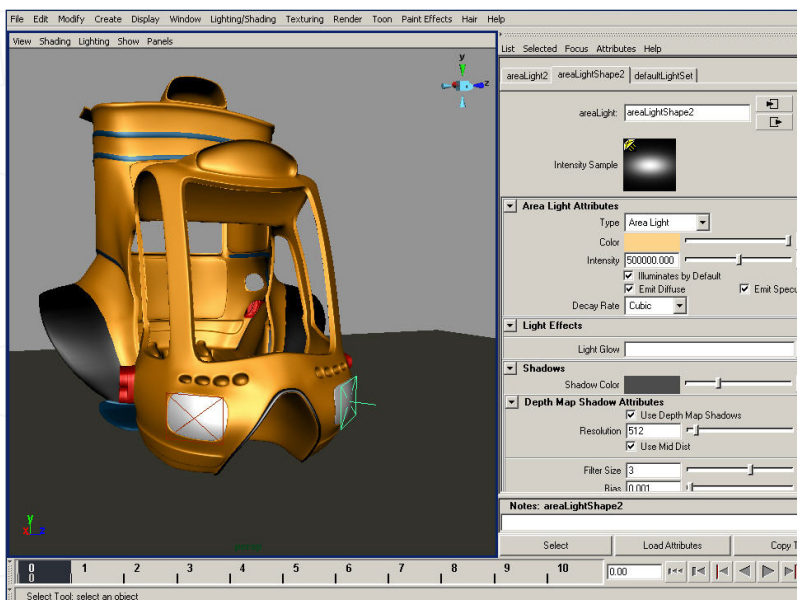 File Edit Modify Create Display Window Lighting/Shading Texturing Render Toon Paint Effects Hair Help
View Shading Lighting Show Panels
y
z
y
x z
List Selected Focus Attributes Help
areaLight2 areaLightShape2 defaultLightSet
areaLight: areaLightShape2
Intensity Sample
Area Light Attributes
Type Area Light
Color
Intensity 500000.000
Illuminates by Default
Emit Diffuse Emit Specu
Decay Rate Cubic
Light Effects
Light Glow
Shadows
Shadow Color
Depth Map Shadow Attributes
Use Depth Map Shadows
Resolution 512
Use Mid Dist
Filter Size 3
Bias 0.001
Notes: areaLightShape2
Select Load Attributes Copy T
0 1 2 3 4 5 6 7 8 9 10 0.00
0
Select Tool: select an object